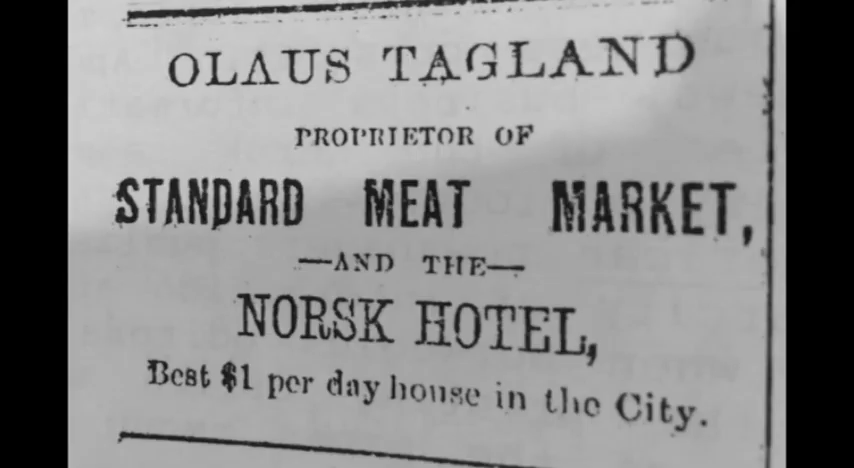 OLAUS TAGLAND
PROPRIETOR OF
STANDARD MEAT MARKET,
—AND THE—
NORSK HOTEL,
Best $1 per day house in the City.